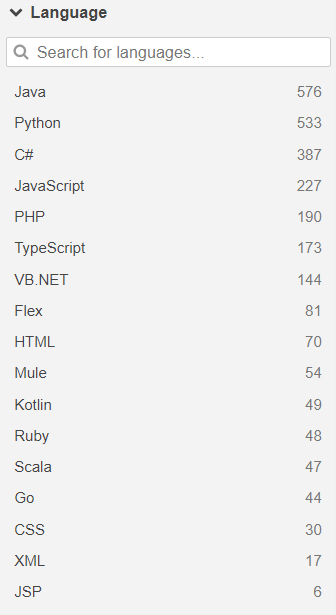 Language
Search for languages...
Java 576
Python 533
C# 387
JavaScript 227
PHP 190
TypeScript 173
VB.NET 144
Flex 81
HTML 70
Mule 54
Kotlin 49
Ruby 48
Scala 47
Go 44
CSS 30
XML 17
JSP 6